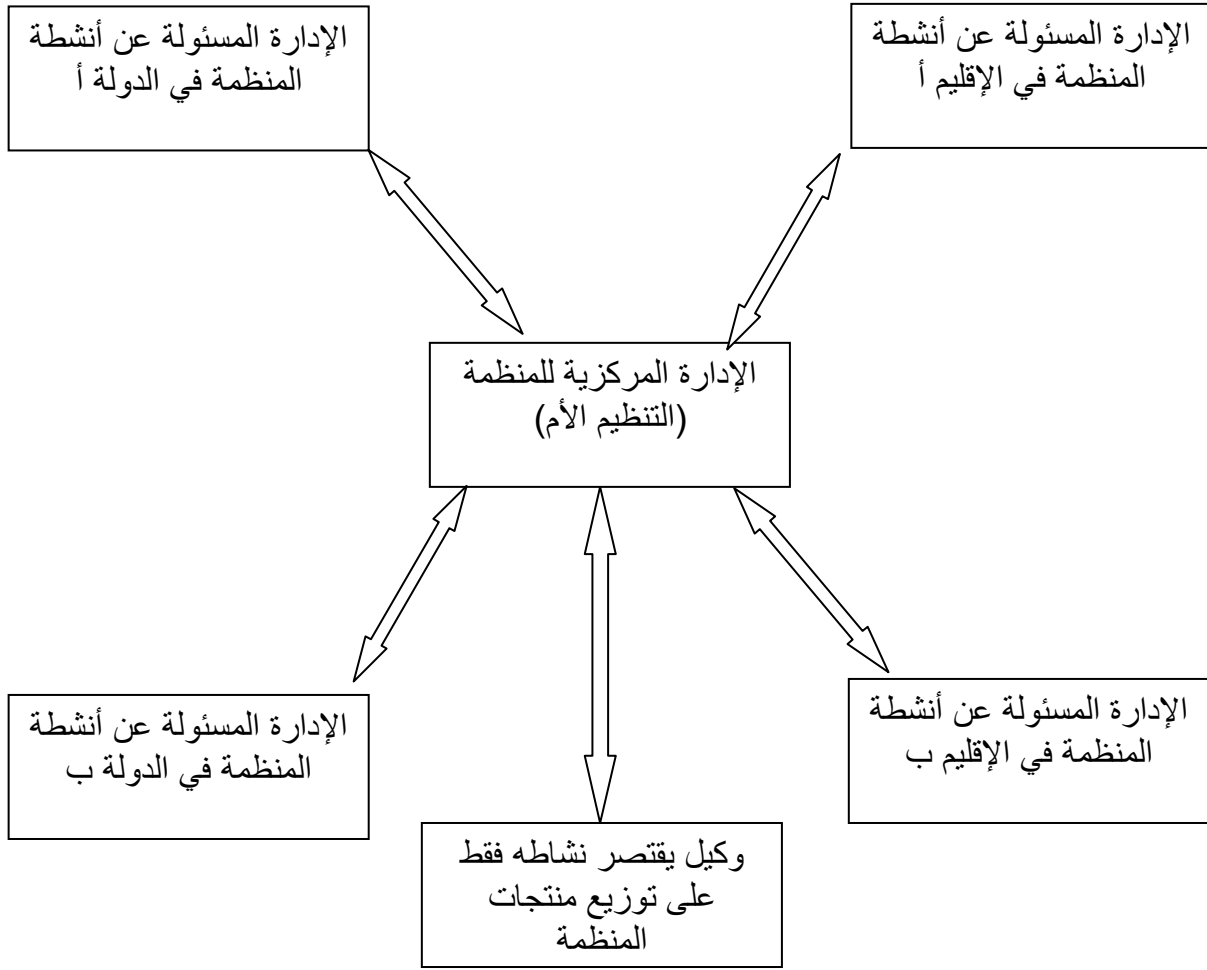 الإدارة المسئولة عن أنشطة
المنظمة في الإقليم أ
الإدارة المسئولة عن أنشطة
المنظمة في الدولة أ
الإدارة المركزية للمنظمة
(التنظيم الأم)
الإدارة المسئولة عن أنشطة
المنظمة في الإقليم ب
الإدارة المسئولة عن أنشطة
المنظمة في الدولة ب
وكيل يقتصر نشاطه فقط
على توزيع منتجات
المنظمة